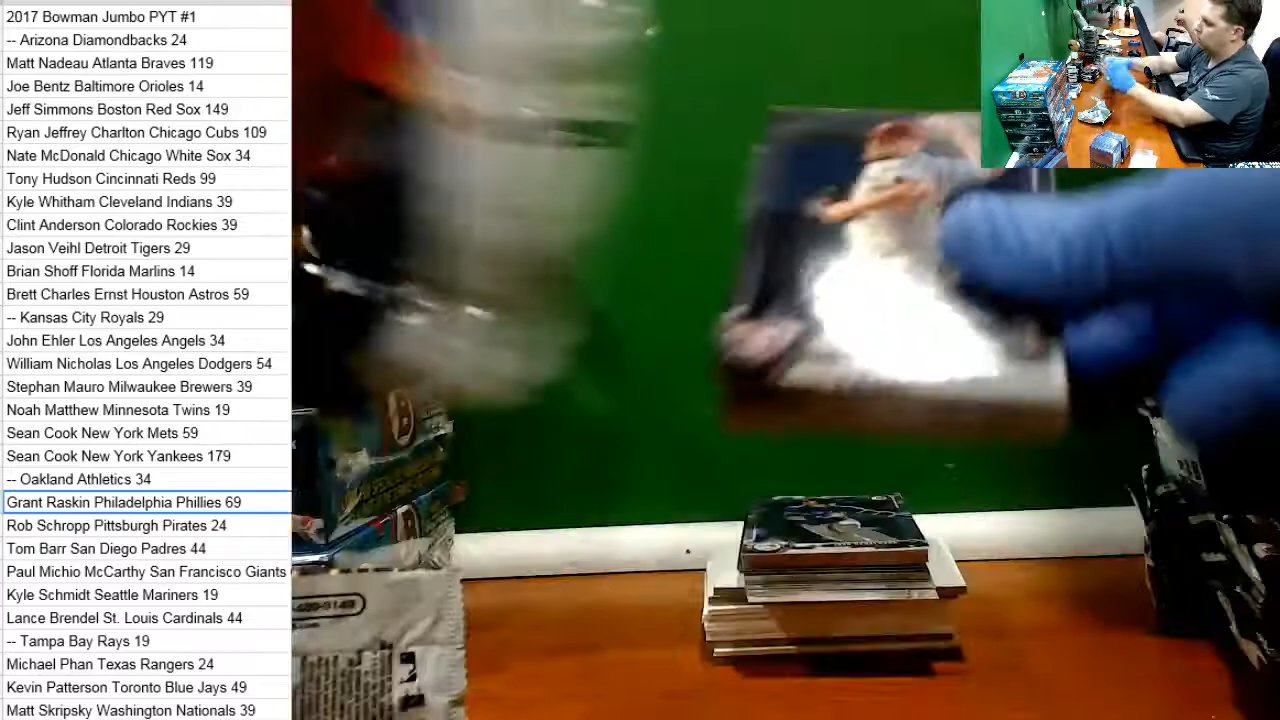 2017 Bowman Jumbo PYT #1
-- Arizona Diamondbacks 24
Matt Nadeau Atlanta Braves 119
Joe Bentz Baltimore Orioles 14
Jeff Simmons Boston Red Sox 149
Ryan Jeffrey Charlton Chicago Cubs 109
Nate McDonald Chicago White Sox 34
Tony Hudson Cincinnati Reds 99
Kyle Whitham Cleveland Indians 39
Clint Anderson Colorado Rockies 39
Jason Veihl Detroit Tigers 29
Brian Shoff Florida Marlins 14
Brett Charles Ernst Houston Astros 59
-- Kansas City Royals 29
John Ehler Los Angeles Angels 34
William Nicholas Los Angeles Dodgers 54
Stephan Mauro Milwaukee Brewers 39
Noah Matthew Minnesota Twins 19
Sean Cook New York Mets 59
Sean Cook New York Yankees 179
-- Oakland Athletics 34
Grant Raskin Philadelphia Phillies 69
Rob Schropp Pittsburgh Pirates 24
Tom Barr San Diego Padres 44
Paul Michio McCarthy San Francisco Giants
Kyle Schmidt Seattle Mariners 19
Lance Brendel St. Louis Cardinals 44
-- Tampa Bay Rays 19
Michael Phan Texas Rangers 24
Kevin Patterson Toronto Blue Jays 49
Matt Skripsky Washington Nationals 39